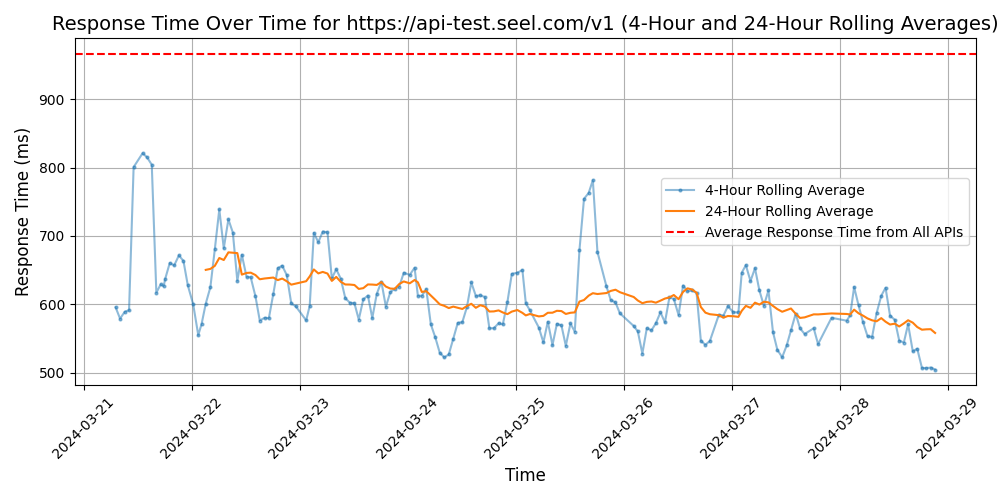 Response Time Over Time for https://api-test.seel.com/v1 (4-Hour and 24-Hour Rolling Averages)
900
800
700
600
500
Response Time (ms)
4-Hour Rolling Average
24-Hour Rolling Average
Average Response Time from All APIs
2024-03-21
2024-03-22
2024-03-23
2024-03-24
2024-03-25
2024-03-26
2024-03-27
2024-03-28
2024-03-29
Time